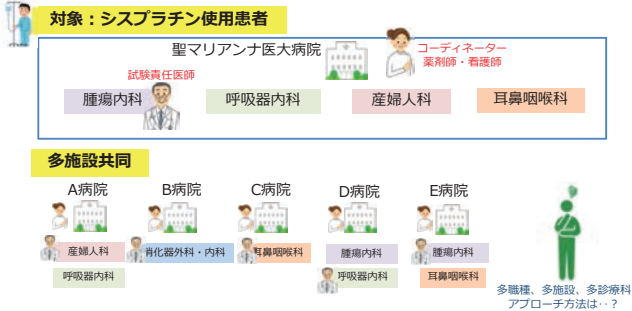 対象：シスプラチン使用患者
聖マリアンナ医大病院
コーディネーター
薬剤師・看護師
試験責任医師
腫瘍内科
呼吸器内科
産婦人科
耳鼻咽喉科
多施設共同
A病院
B病院
C病院
D病院
E病院
産婦人科
消化器外科・内科
耳鼻咽喉科
腫瘍内科
腫瘍内科
呼吸器内科
呼吸器内科
耳鼻咽喉科
多職種、多施設、多診療科
アプローチ方法は‥？